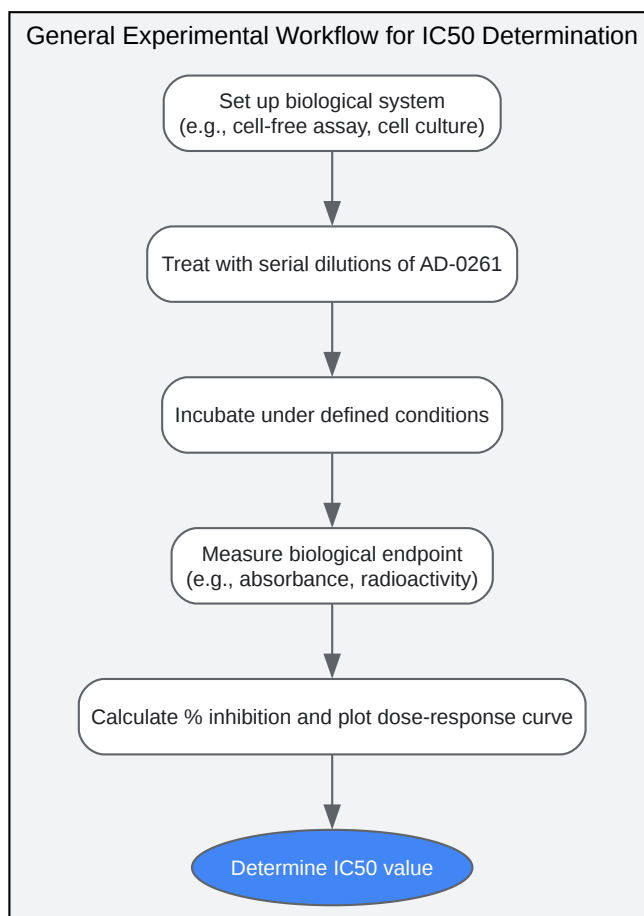 General Experimental Workflow for IC50 Determination
Set up biological system
(e.g., cell-free assay, cell culture)
Treat with serial dilutions of AD-0261
Incubate under defined conditions
Measure biological endpoint
(e.g., absorbance, radioactivity)
Calculate % inhibition and plot dose-response curve
Determine IC50 value